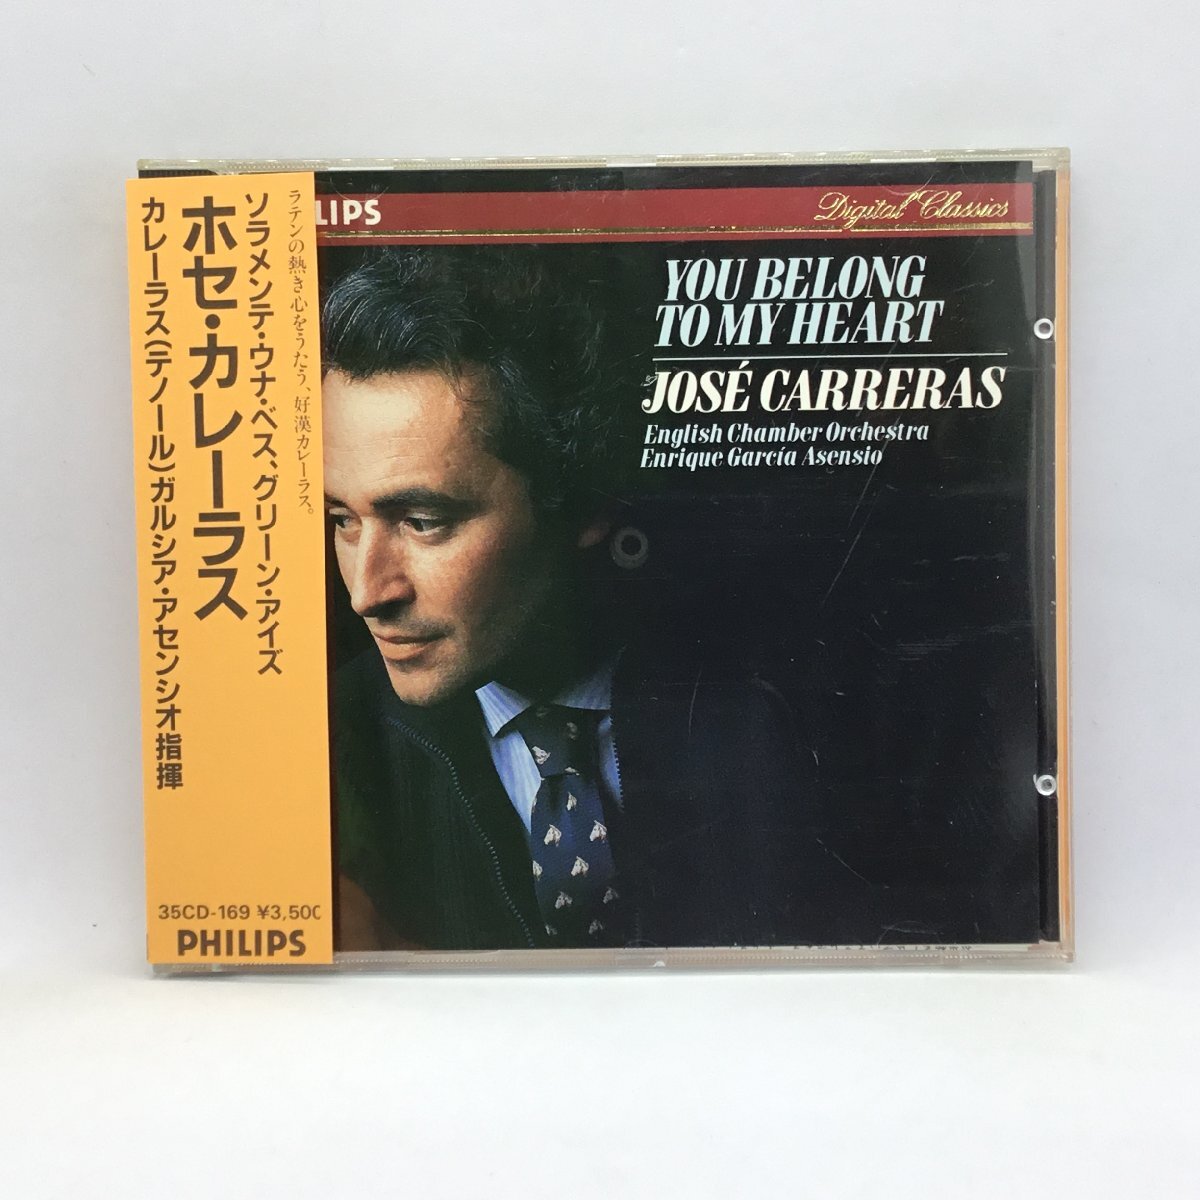 ラテンの熱き心をうたう、好漢カレーラス。
ソラメンテ・ウナ・ベス、グリーン・アイズ
ホセ・カレーラス
カレーラス(テノール)ガルシア・アセンシオ指揮
35CD-169 ¥3,500
PHILIPS
LIPS
Digital Classics
YOU BELONG
TO MY HEART
JOSÉ CARRERAS
English Chamber Orchestra
Enrique García Asensio